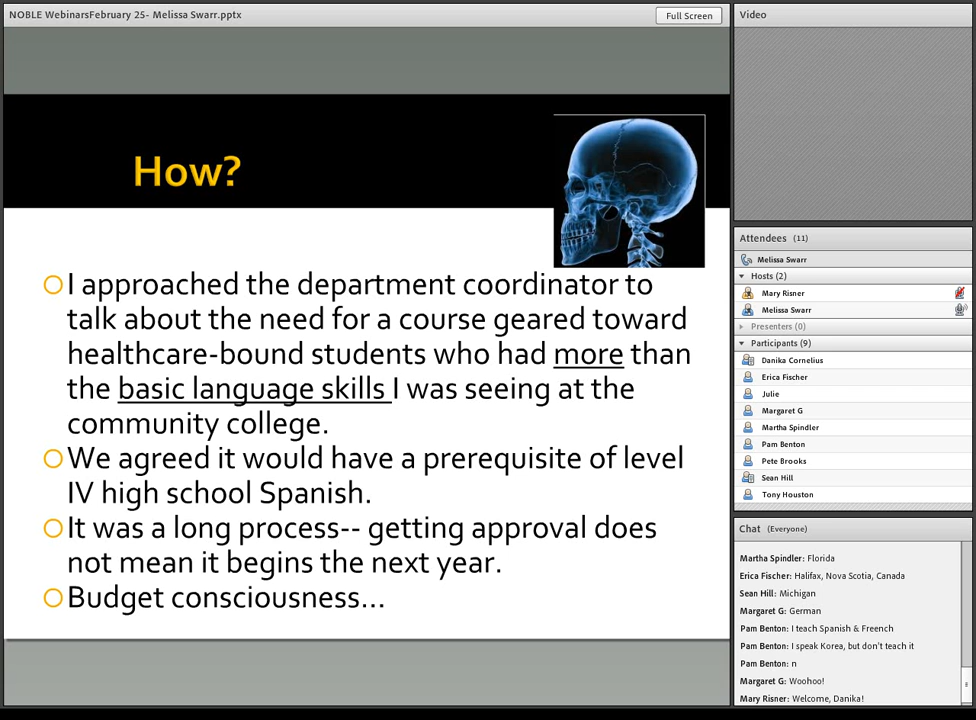 NOBLE WebinarsFebruary 25- Melissa Swarr.pptx
Full Screen
How?
I approached the department coordinator to
talk about the need for a course geared toward
healthcare-bound students who had more than
the basic language skills I was seeing at the
community college.
We agreed it would have a prerequisite of level
IV high school Spanish.
It was a long process-- getting approval does
not mean it begins the next year.
Budget consciousness...
Video
Attendees (11)
Melissa Swarr
Hosts (2)
Mary Risner
Melissa Swarr
Presenters (0)
Participants (9)
Danika Cornelius
Erica Fischer
Julie
Margaret G
Martha Spindler
Pam Benton
Pete Brooks
Sean Hill
Tony Houston
Chat (Everyone)
Martha Spindler: Florida
Erica Fischer: Halifax, Nova Scotia, Canada
Sean Hill: Michigan
Margaret G: German
Pam Benton: I teach Spanish & Freench
Pam Benton: I speak Korea, but don't teach it
Pam Benton: n
Margaret G: Woohoo!
Mary Risner: Welcome, Danika!